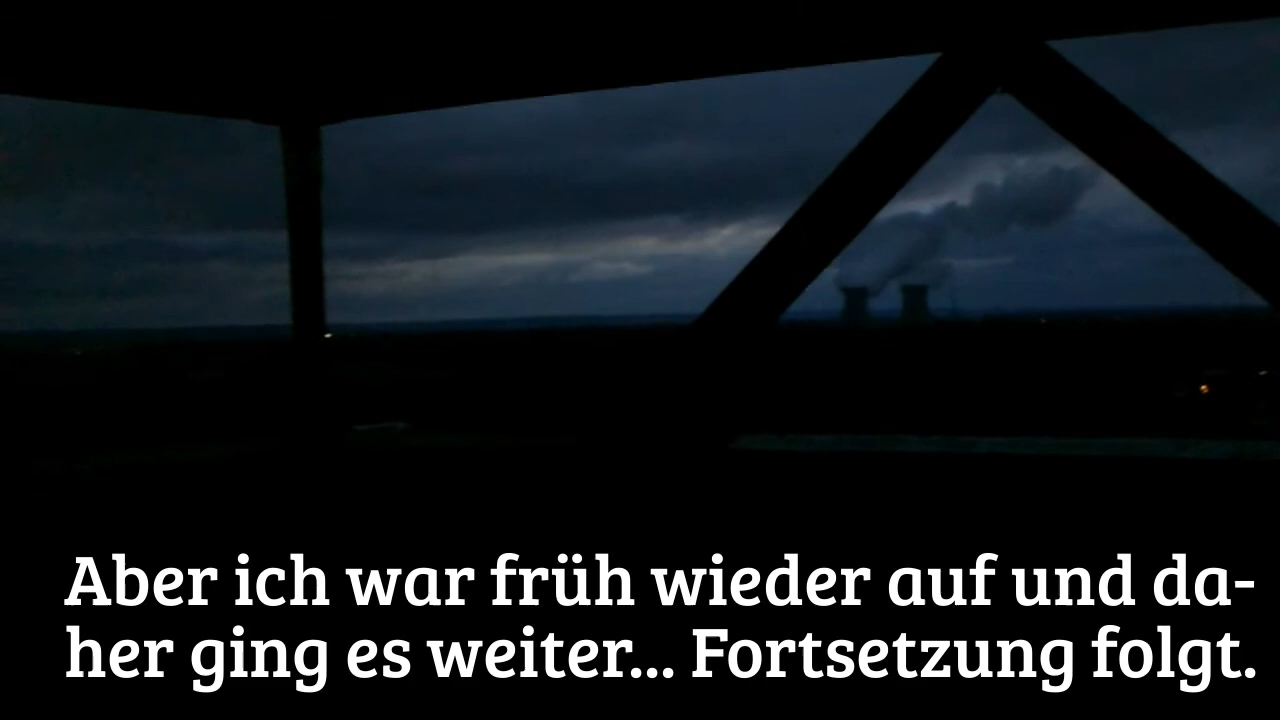 Aber ich war früh wieder auf und da-
her ging es weiter... Fortsetzung folgt.